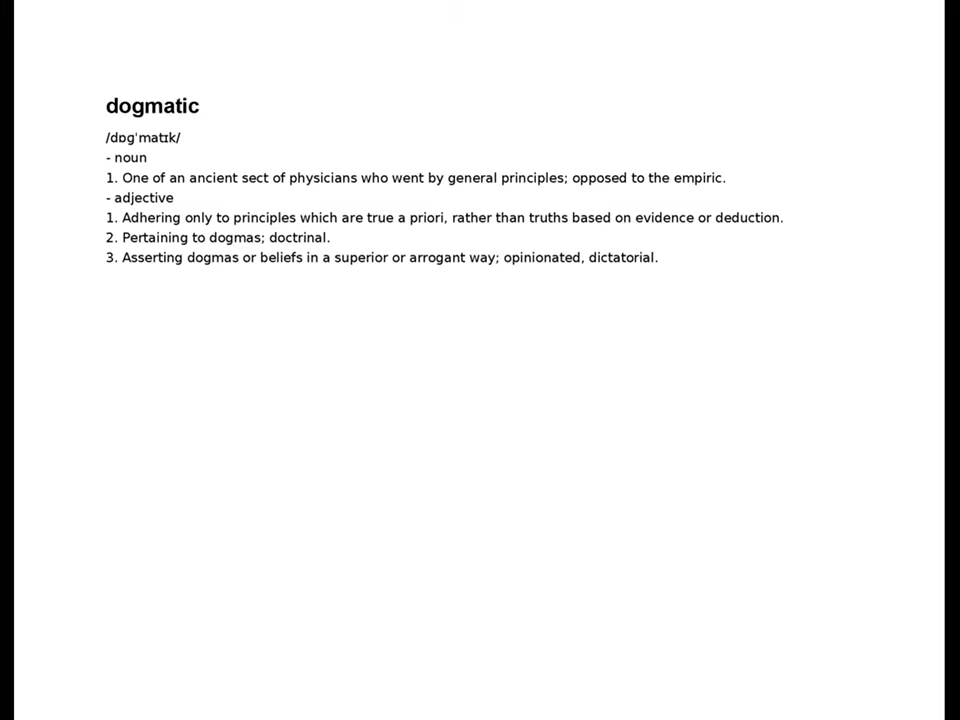 dogmatic
/dɒɡˈmatɪk/
- noun
1. One of an ancient sect of physicians who went by general principles; opposed to the empiric.
- adjective
1. Adhering only to principles which are true a priori, rather than truths based on evidence or deduction.
2. Pertaining to dogmas; doctrinal.
3. Asserting dogmas or beliefs in a superior or arrogant way; opinionated, dictatorial.